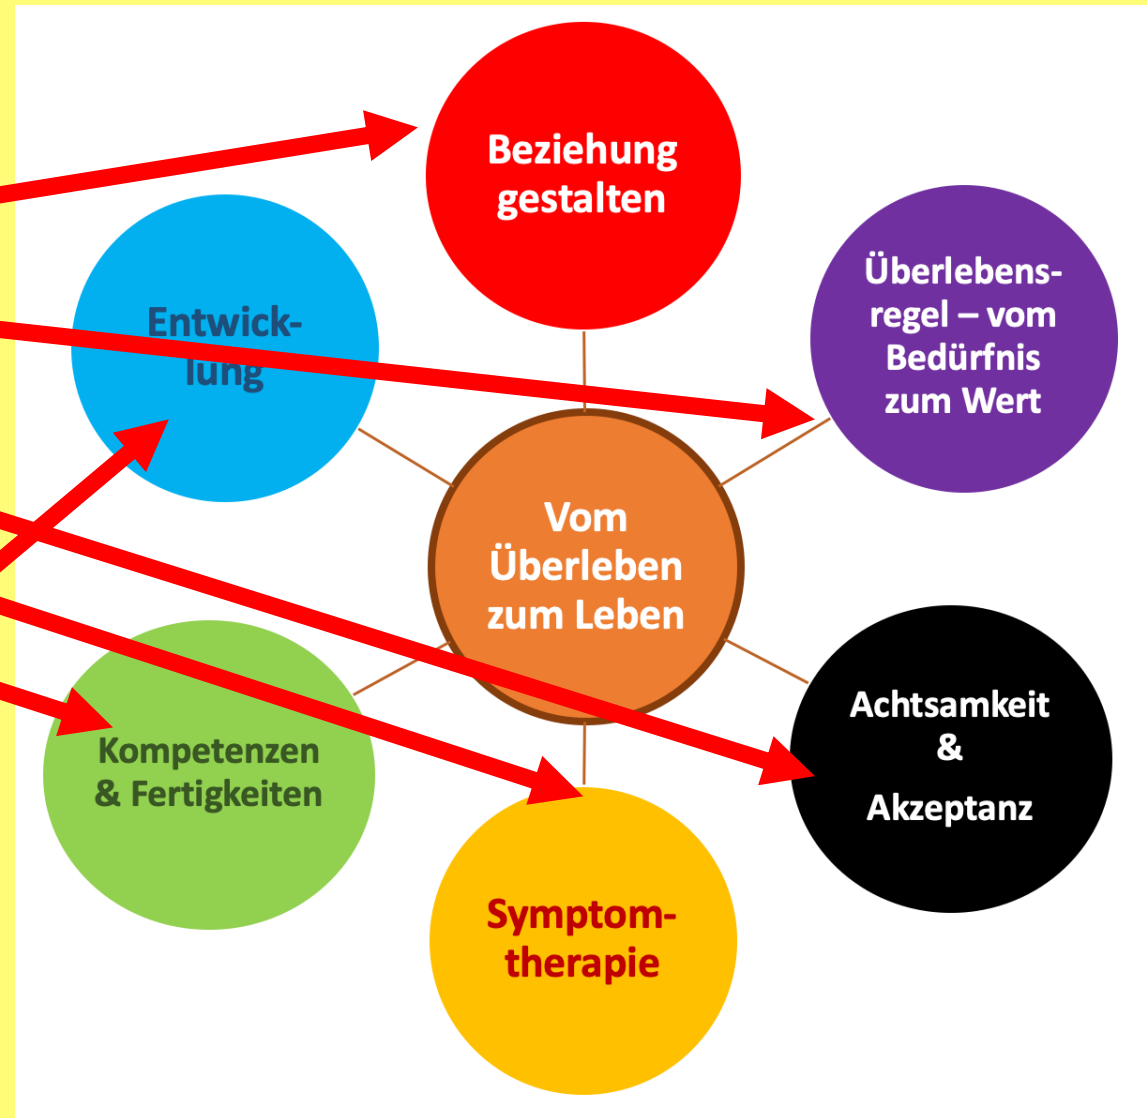 Beziehung
gestalten
Überlebens-
regel – vom
Bedürfnis
zum Wert
Entwick-
lung
Vom
Überleben
zum Leben
Achtsamkeit
&
Akzeptanz
Kompetenzen
& Fertigkeiten
Symptom-
therapie